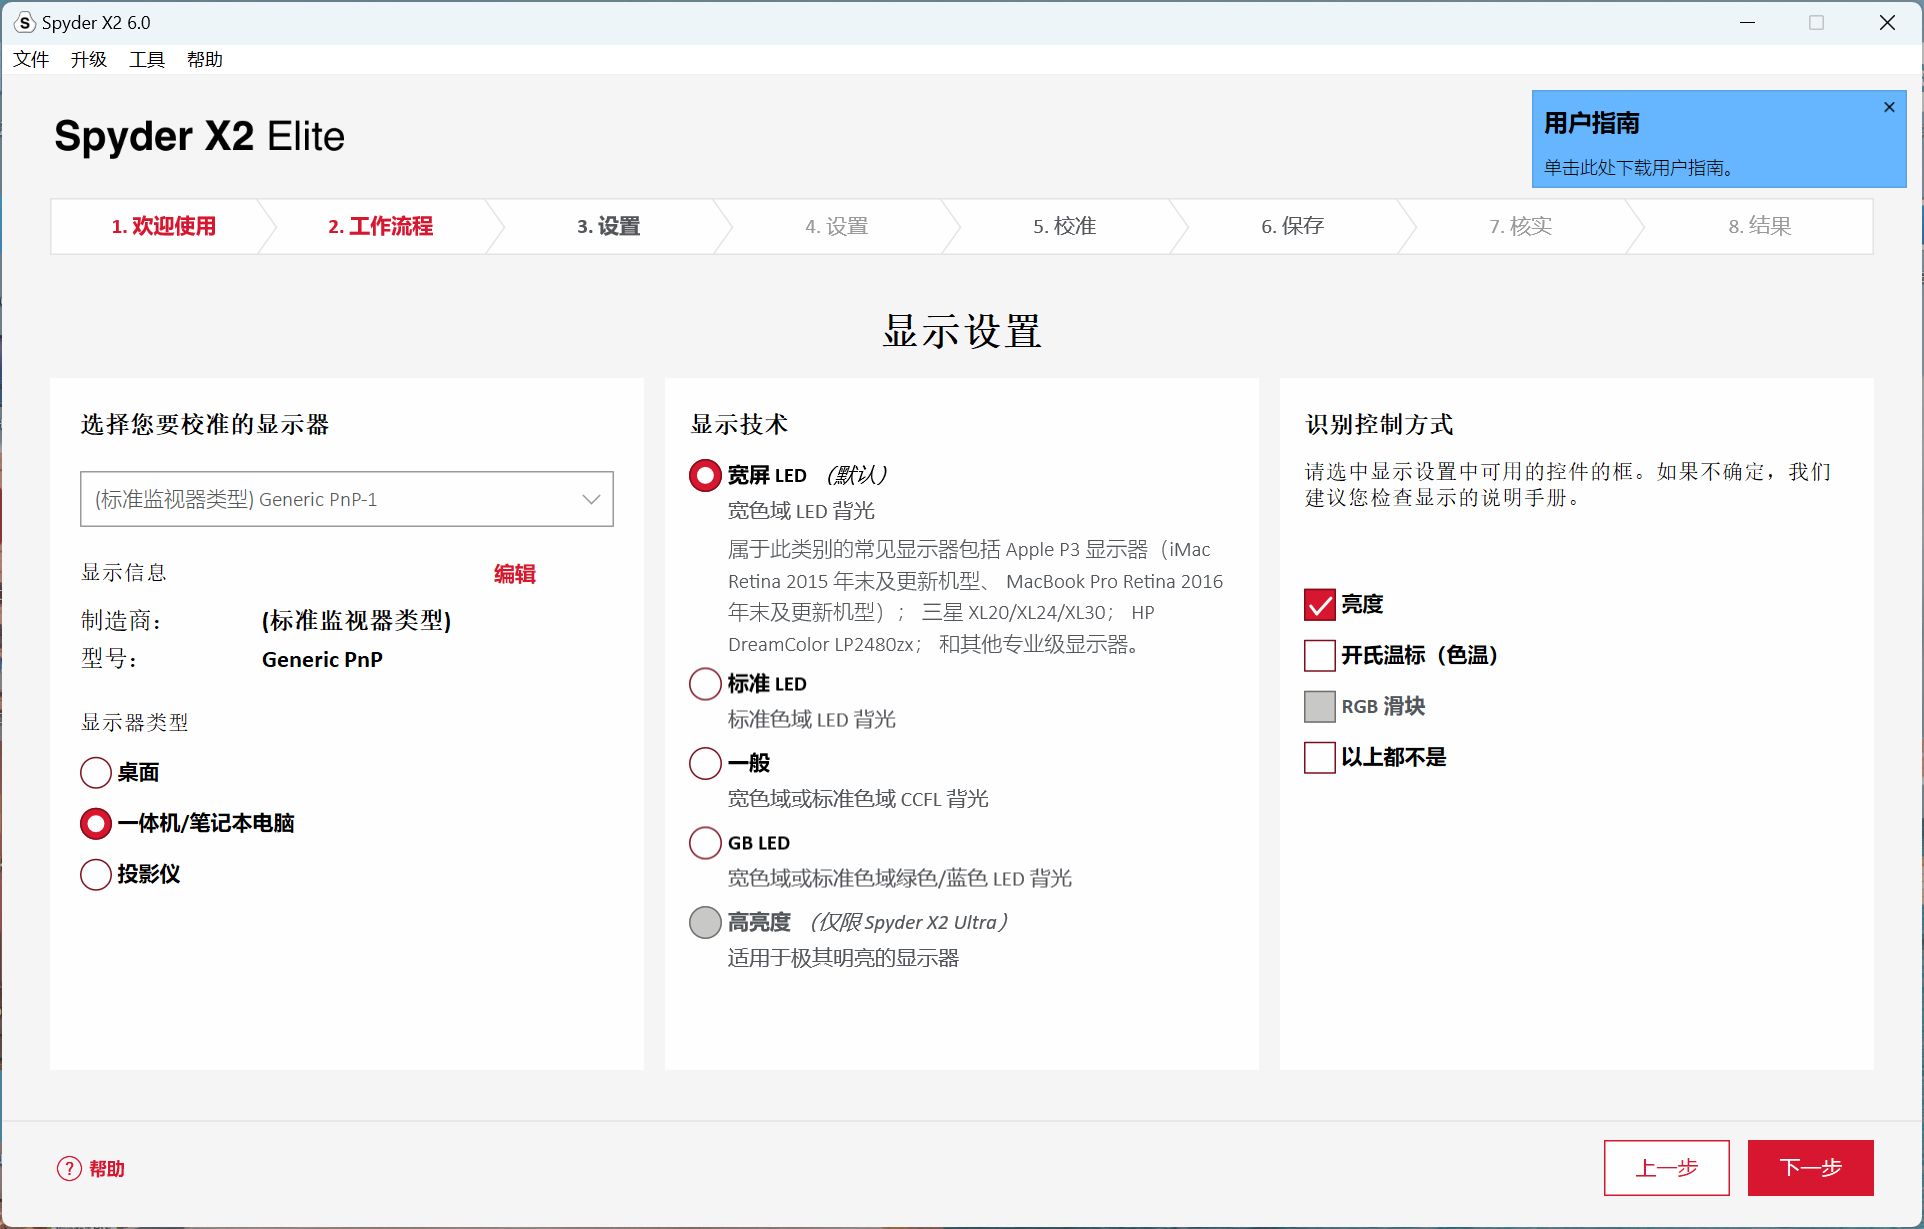 Spyder X2 6.0
文件 升级 工具 帮助
Spyder X2 Elite
用户指南
单击此处下载用户指南。
1. 欢迎使用
2. 工作流程
3. 设置
4. 设置
5. 校准
6. 保存
7. 核实
8. 结果
显示设置
选择您要校准的显示器
(标准监视器类型) Generic PnP-1
显示信息 编辑
制造商： (标准监视器类型)
型号： Generic PnP
显示器类型
桌面
一体机/笔记本电脑
投影仪
显示技术
宽屏 LED （默认）
宽色域 LED 背光
属于此类别的常见显示器包括 Apple P3 显示器（iMac
Retina 2015 年末及更新机型、 MacBook Pro Retina 2016
年末及更新机型）； 三星 XL20/XL24/XL30； HP
DreamColor LP2480zx； 和其他专业级显示器。
标准 LED
标准色域 LED 背光
一般
宽色域或标准色域 CCFL 背光
GB LED
宽色域或标准色域绿色/蓝色 LED 背光
高亮度 （仅限 Spyder X2 Ultra）
适用于极其明亮的显示器
识别控制方式
请选中显示设置中可用的控件的框。如果不确定，我们
建议您检查显示的说明手册。
亮度
开氏温标（色温）
RGB 滑块
以上都不是
? 帮助
上一步
下一步